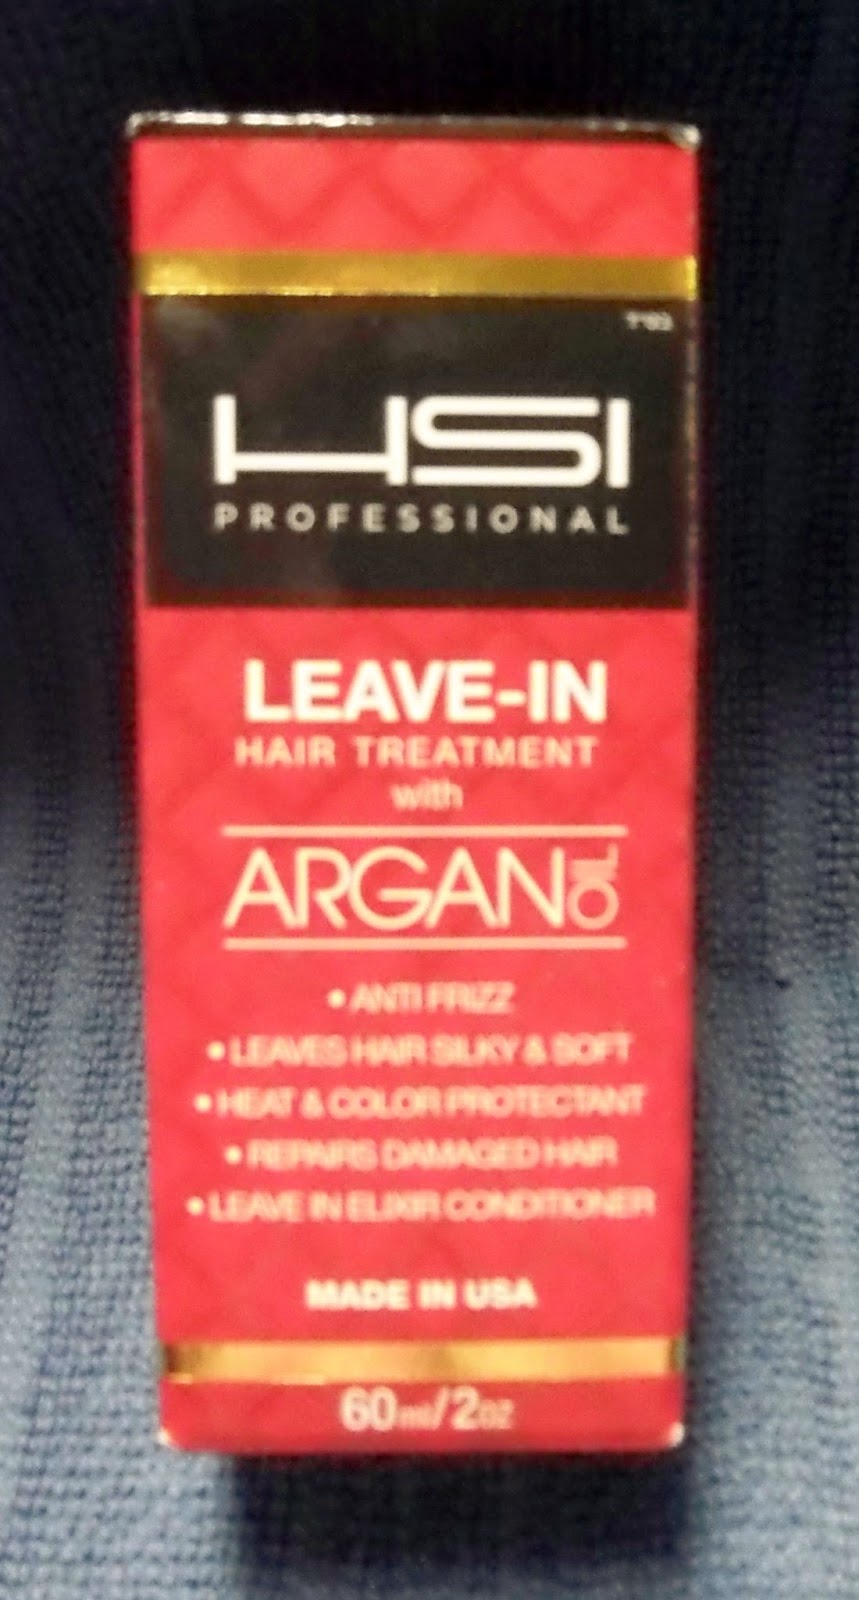 HSI
PROFESSIONAL
LEAVE-IN
HAIR TREATMENT
with
ARGAN OIL
• ANTI FRIZZ
• LEAVES HAIR SILKY & SOFT
• HEAT & COLOR PROTECTANT
• REPAIRS DAMAGED HAIR
• LEAVE IN ELIXIR CONDITIONER
MADE IN USA
60ml/2oz